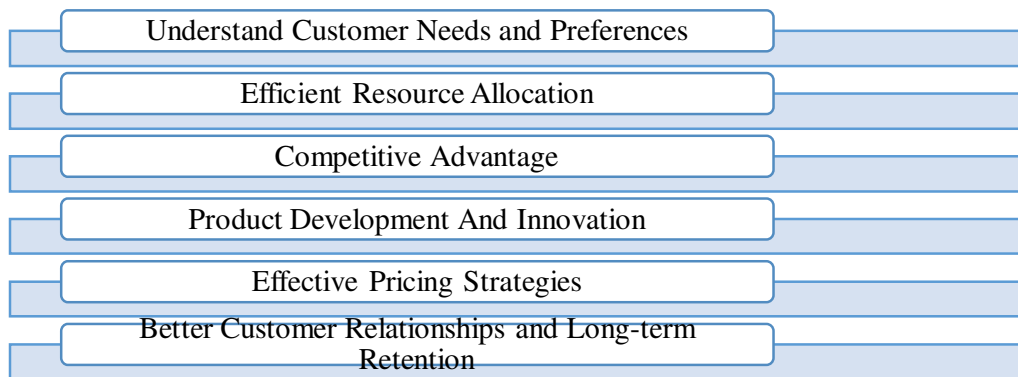 Understand Customer Needs and Preferences
Efficient Resource Allocation
Competitive Advantage
Product Development And Innovation
Effective Pricing Strategies
Better Customer Relationships and Long-term
Retention